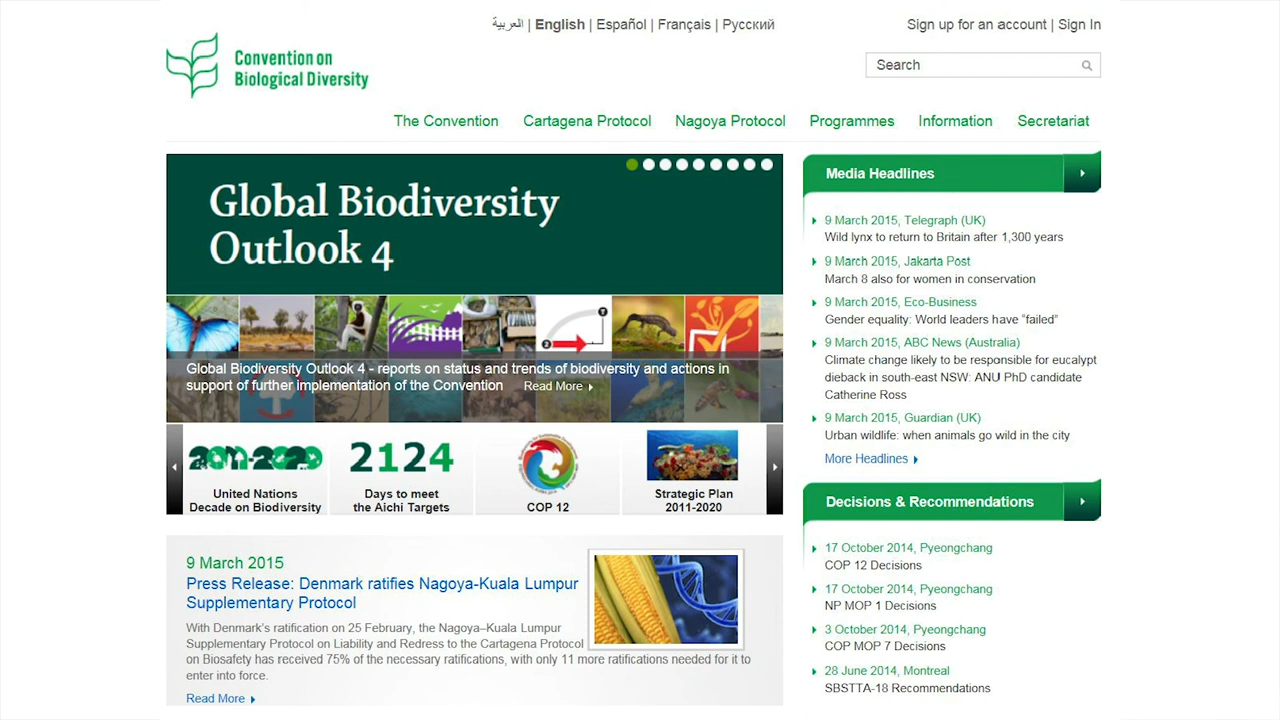 العربية | English | Español | Français | Русский
Sign up for an account | Sign In
Convention on
Biological Diversity
Search
The Convention
Cartagena Protocol
Nagoya Protocol
Programmes
Information
Secretariat
Global Biodiversity
Outlook 4
Global Biodiversity Outlook 4 - reports on status and trends of biodiversity and actions in
support of further implementation of the Convention Read More
2011-2020
United Nations
Decade on Biodiversity
2124
Days to meet
the Aichi Targets
COP 12
Strategic Plan
2011-2020
9 March 2015
Press Release: Denmark ratifies Nagoya-Kuala Lumpur
Supplementary Protocol
With Denmark's ratification on 25 February, the Nagoya–Kuala Lumpur
Supplementary Protocol on Liability and Redress to the Cartagena Protocol
on Biosafety has received 75% of the necessary ratifications, with only 11 more ratifications needed for it to
enter into force.
Read More
Media Headlines
9 March 2015, Telegraph (UK)
Wild lynx to return to Britain after 1,300 years
9 March 2015, Jakarta Post
March 8 also for women in conservation
9 March 2015, Eco-Business
Gender equality: World leaders have “failed”
9 March 2015, ABC News (Australia)
Climate change likely to be responsible for eucalypt
dieback in south-east NSW: ANU PhD candidate
Catherine Ross
9 March 2015, Guardian (UK)
Urban wildlife: when animals go wild in the city
More Headlines
Decisions & Recommendations
17 October 2014, Pyeongchang
COP 12 Decisions
17 October 2014, Pyeongchang
NP MOP 1 Decisions
3 October 2014, Pyeongchang
COP MOP 7 Decisions
28 June 2014, Montreal
SBSTTA-18 Recommendations